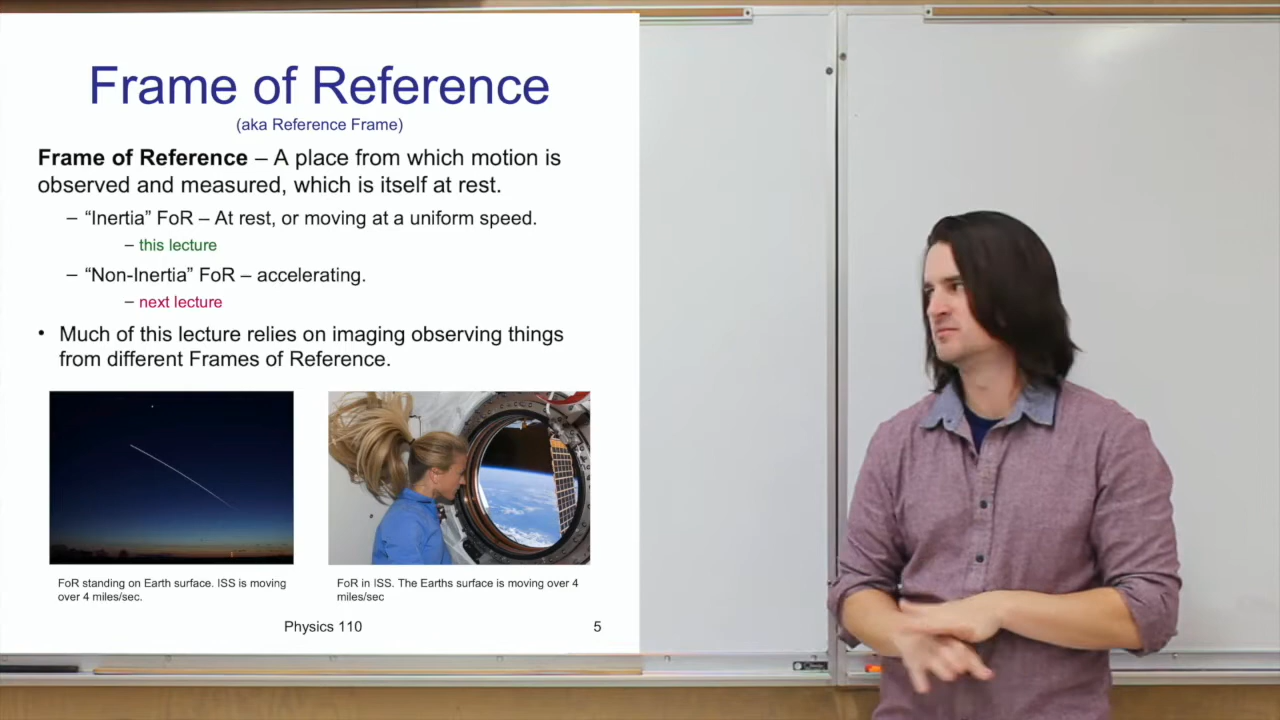 Frame of Reference
(aka Reference Frame)
Frame of Reference – A place from which motion is
observed and measured, which is itself at rest.
– “Inertia” FoR – At rest, or moving at a uniform speed.
– this lecture
– “Non-Inertia” FoR – accelerating.
– next lecture
• Much of this lecture relies on imaging observing things
from different Frames of Reference.
FoR standing on Earth surface. ISS is moving
over 4 miles/sec.
FoR in ISS. The Earths surface is moving over 4
miles/sec
Physics 110
5